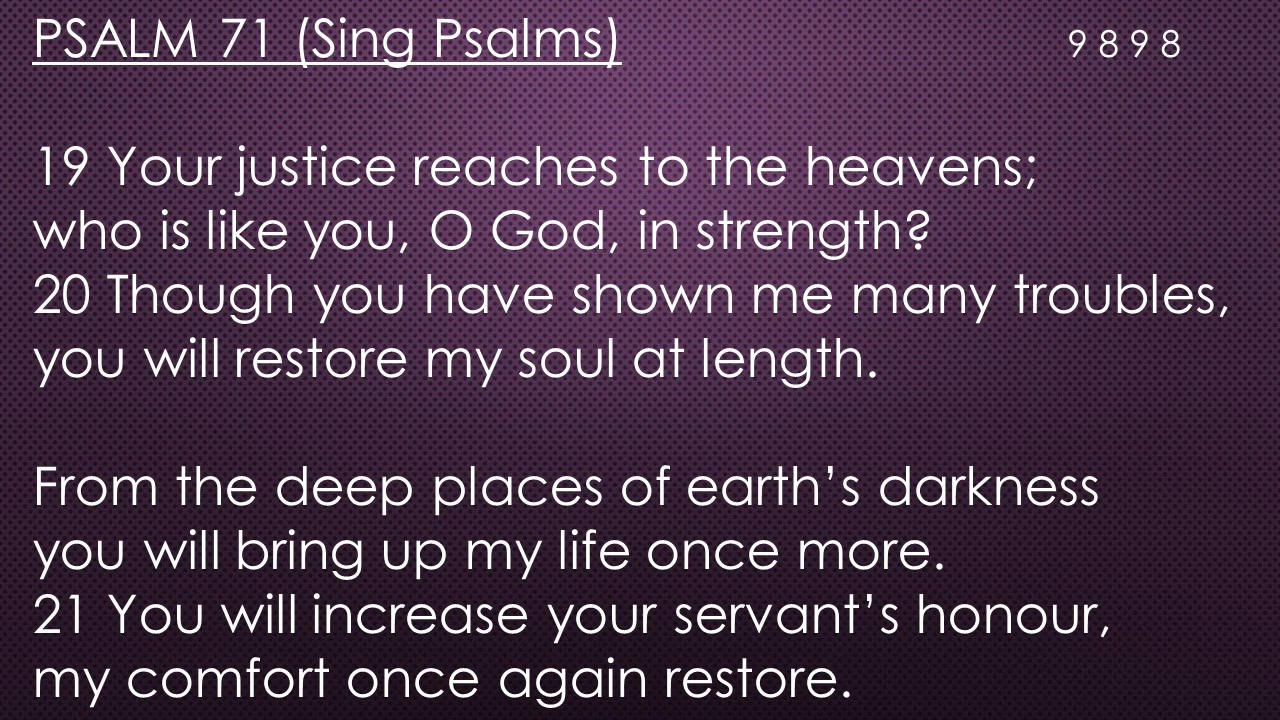 PSALM 71 (Sing Psalms) 9 8 9 8
19 Your justice reaches to the heavens;
who is like you, O God, in strength?
20 Though you have shown me many troubles,
you will restore my soul at length.
From the deep places of earth’s darkness
you will bring up my life once more.
21 You will increase your servant’s honour,
my comfort once again restore.